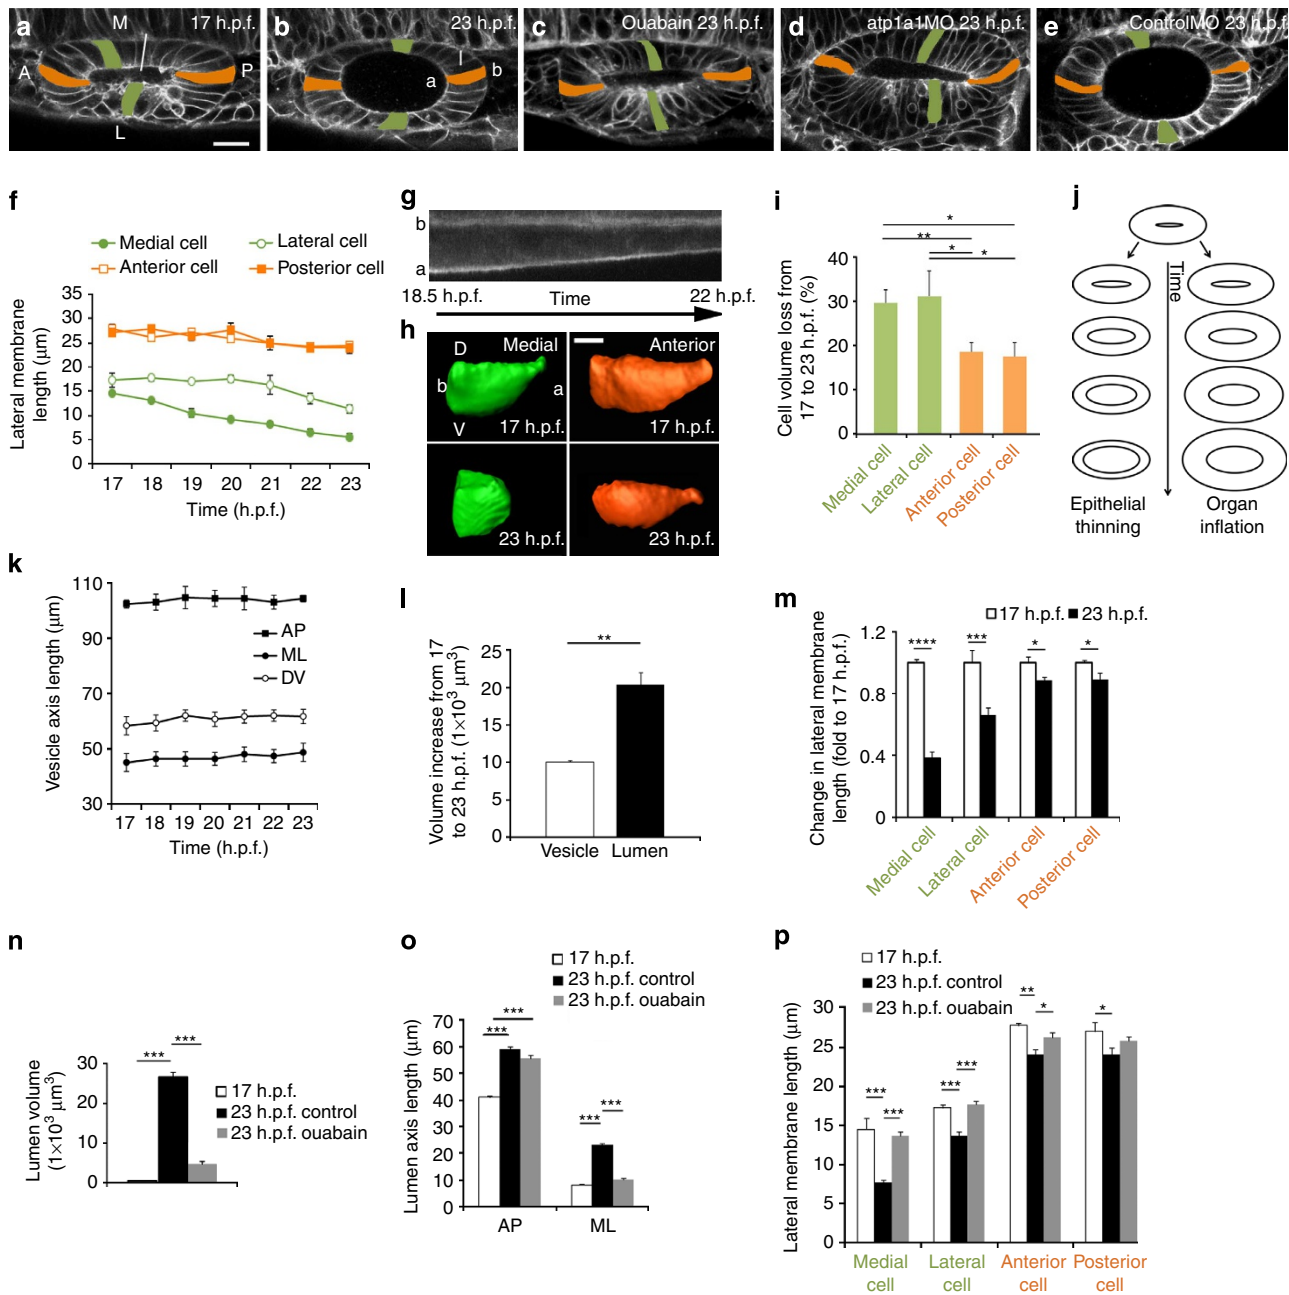 a
17 h.p.f.
M
A
P
L
b
23 h.p.f.
l
a
b
c
Ouabain 23 h.p.f.
d
atp1a1MO 23 h.p.f.
e
ControlMO 23 h.p.f.
f
Medial cell
Lateral cell
Anterior cell
Posterior cell
Lateral membrane
length (µm)
35
30
25
20
15
10
5
0
17 18 19 20 21 22 23
Time (h.p.f.)
g
b
a
18.5 h.p.f.
Time
22 h.p.f.
h
D
Medial
b
a
V
17 h.p.f.
Anterior
17 h.p.f.
23 h.p.f.
23 h.p.f.
i
*
**
*
*
Cell volume loss from
17 to 23 h.p.f. (%)
40
30
20
10
0
Medial cell
Lateral cell
Anterior cell
Posterior cell
j
Time
Epithelial
thinning
Organ
inflation
k
Vesicle axis length (µm)
110
90
70
50
30
AP
ML
DV
17 18 19 20 21 22 23
Time (h.p.f.)
l
**
Volume increase from 17
to 23 h.p.f. (1×10³ µm³)
25
20
15
10
5
0
Vesicle Lumen
m
17 h.p.f. 23 h.p.f.
Change in lateral membrane
length (fold to 17 h.p.f.)
1.2
0.8
0.4
0
****
***
*
*
Medial cell
Lateral cell
Anterior cell
Posterior cell
n
Lumen volume
(1×10³ µm³)
30
20
10
0
***
***
17 h.p.f.
23 h.p.f. control
23 h.p.f. ouabain
o
17 h.p.f.
23 h.p.f. control
23 h.p.f. ouabain
Lumen axis length (µm)
70
60
50
40
30
20
10
0
***
***
***
***
AP
ML
p
17 h.p.f.
23 h.p.f. control
23 h.p.f. ouabain
Lateral membrane length (µm)
30
25
20
15
10
5
0
***
***
***
***
**
*
*
Medial
cell
Lateral
cell
Anterior
cell
Posterior
cell